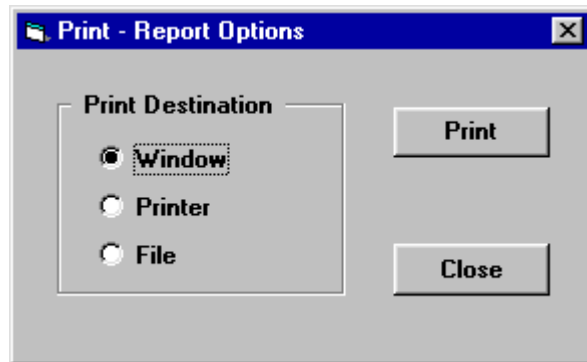 Print - Report Options
Print Destination
Window
Printer
File
Print
Close